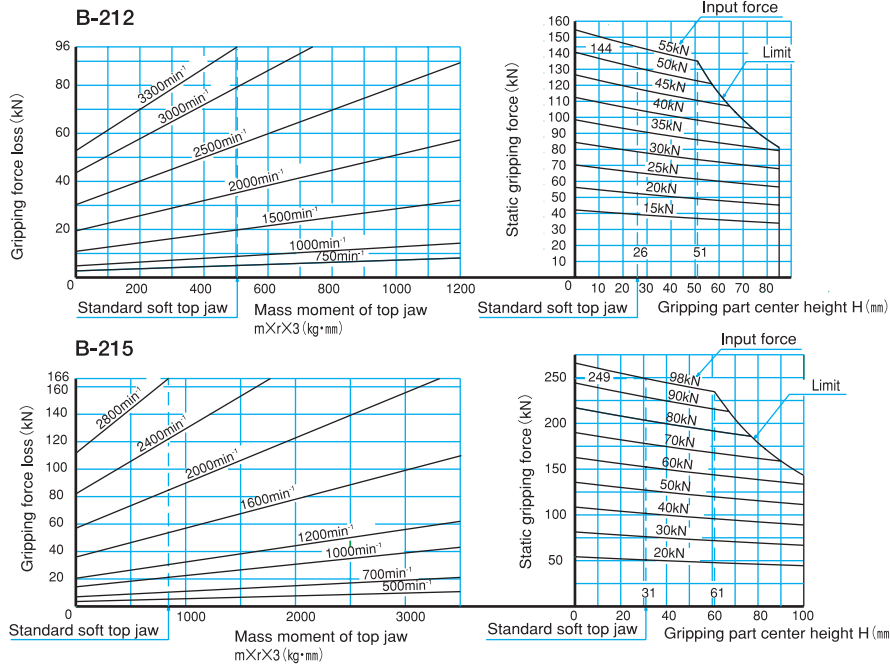 B-212
Gripping force loss (kN)
96
80
60
40
20
0
3300min⁻¹
3000min⁻¹
2500min⁻¹
2000min⁻¹
1500min⁻¹
1000min⁻¹
750min⁻¹
0
200
400
600
800
1000
1200
Standard soft top jaw
Mass moment of top jaw
m×r×3 (kg·mm)
Static gripping force (kN)
160
150
140
130
120
110
100
90
80
70
60
50
40
30
20
10
0
Input force
Limit
144
55kN
50kN
45kN
40kN
35kN
30kN
25kN
20kN
15kN
26
51
0
10
20
30
40
50
60
70
80
Standard soft top jaw
Gripping part center height H (mm)
B-215
Gripping force loss (kN)
166
160
140
120
100
80
60
40
20
0
2800min⁻¹
2400min⁻¹
2000min⁻¹
1600min⁻¹
1200min⁻¹
1000min⁻¹
700min⁻¹
500min⁻¹
0
1000
2000
3000
Standard soft top jaw
Mass moment of top jaw
m×r×3 (kg·mm)
Static gripping force (kN)
250
200
150
100
50
0
Input force
Limit
249
98kN
90kN
80kN
70kN
60kN
50kN
40kN
30kN
20kN
31
61
0
20
40
60
80
100
Standard soft top jaw
Gripping part center height H (mm